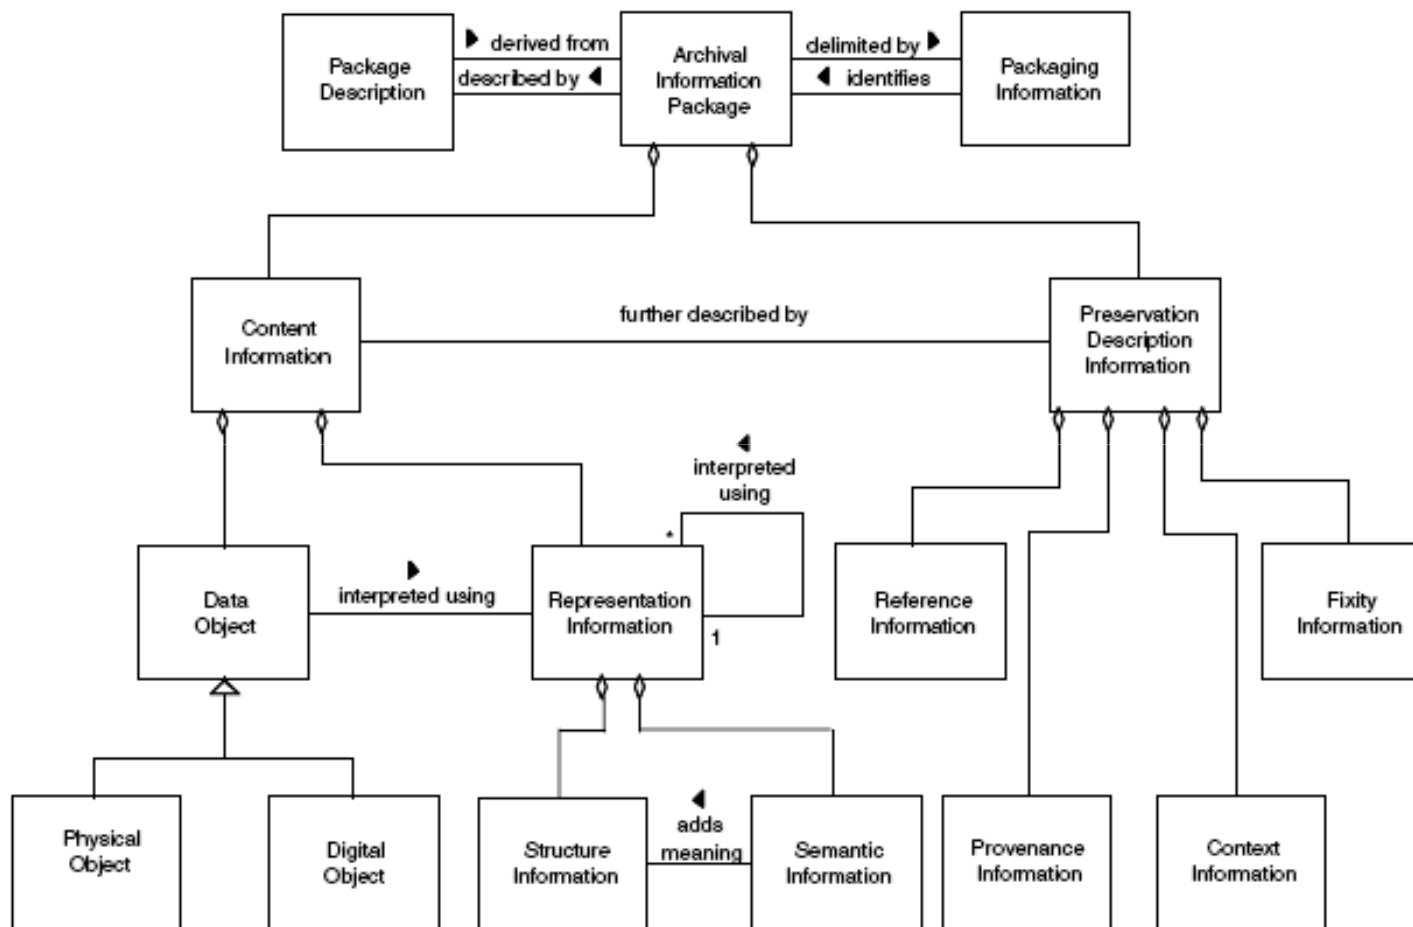 Package
Description
derived from
described by
Archival
Information
Package
delimited by
identifies
Packaging
Information
Content
Information
further described by
Preservation
Description
Information
interpreted
using
*
1
Data
Object
interpreted using
Representation
Information
Reference
Information
Fixity
Information
Physical
Object
Digital
Object
Structure
Information
adds
meaning
Semantic
Information
Provenance
Information
Context
Information